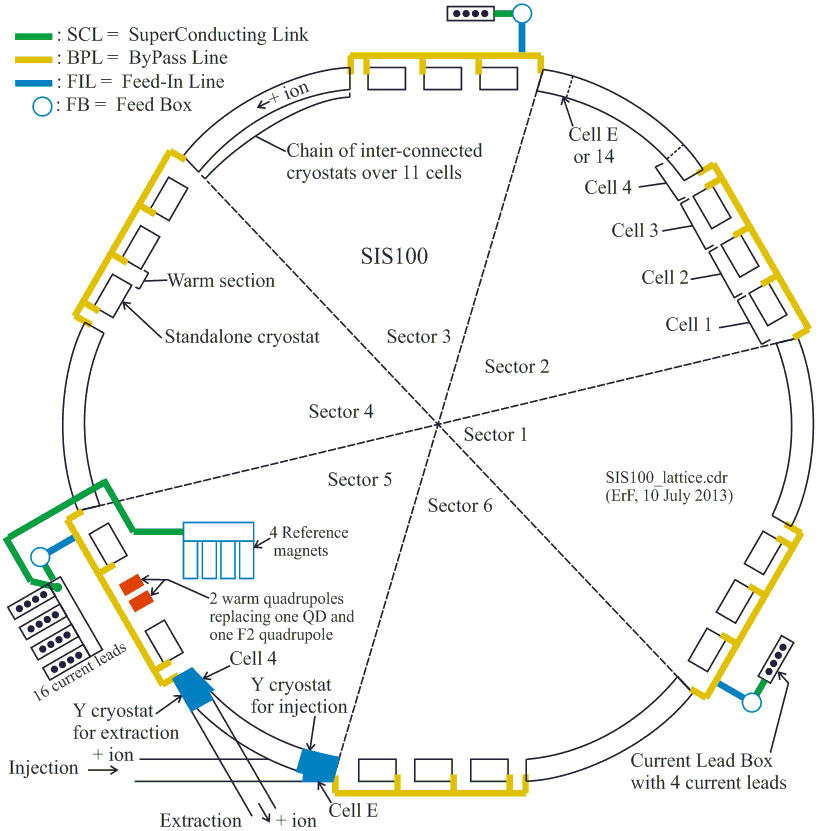 : SCL = SuperConducting Link
: BPL = ByPass Line
: FIL = Feed-In Line
: FB = Feed Box
+ ion
Chain of inter-connected
cryostats over 11 cells
Cell E
or 14
Cell 4
Cell 3
Cell 2
Cell 1
SIS100
Warm section
Standalone cryostat
Sector 3
Sector 2
Sector 4
Sector 1
Sector 5
Sector 6
SIS100_lattice.cdr
(ErF, 10 July 2013)
4 Reference
magnets
2 warm quadrupoles
replacing one QD and
one F2 quadrupole
16 current leads
Cell 4
Y cryostat
for injection
Y cryostat
for extraction
+ ion
Injection
Cell E
Extraction
+ ion
Current Lead Box
with 4 current leads